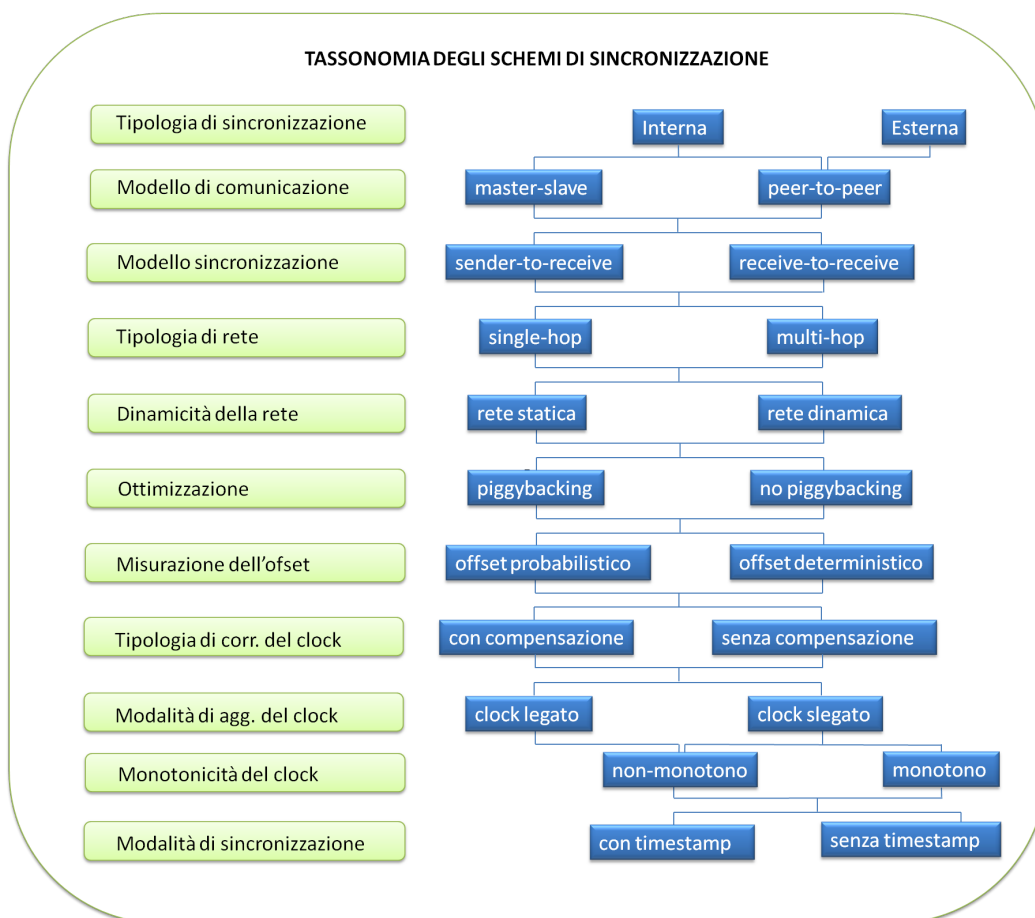 TASSONOMIA DEGLI SCHEMI DI SINCRONIZZAZIONE
Tipologia di sincronizzazione
Interna
Esterna
Modello di comunicazione
master-slave
peer-to-peer
Modello sincronizzazione
sender-to-receive
receive-to-receive
Tipologia di rete
single-hop
multi-hop
Dinamicità della rete
rete statica
rete dinamica
Ottimizzazione
piggybacking
no piggybacking
Misurazione dell'ofset
offset probabilistico
offset deterministico
Tipologia di corr. del clock
con compensazione
senza compensazione
Modalità di agg. del clock
clock legato
clock slegato
Monotonicità del clock
non-monotono
monotono
Modalità di sincronizzazione
con timestamp
senza timestamp